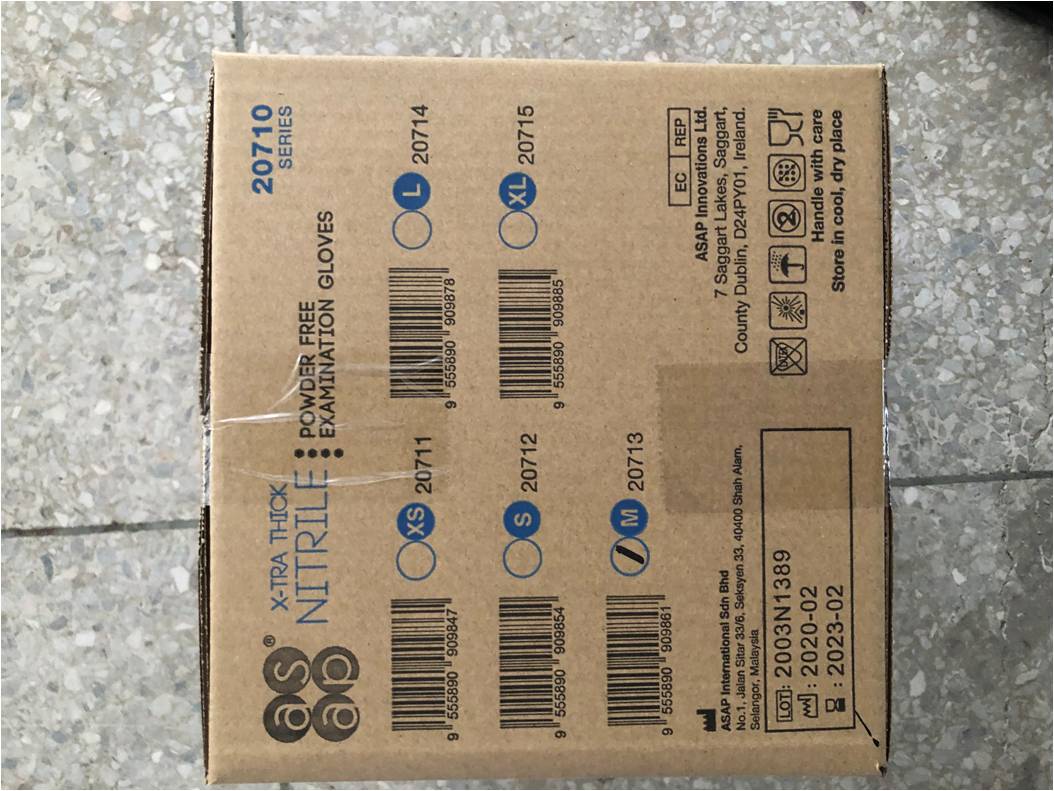 asap®
X-TRA THICK
NITRILE
POWDER FREE
EXAMINATION GLOVES
20710
SERIES
9 555890 909847
XS 20711
9 555890 909878
L 20714
9 555890 909854
S 20712
9 555890 909885
XL 20715
9 555890 909861
M 20713
ASAP International Sdn Bhd
No.1, Jalan Sitar 33/6, Seksyen 33, 40400 Shah Alam,
Selangor, Malaysia
LOT: 2003N1389
: 2020-02
: 2023-02
EC REP
ASAP Innovations Ltd.
7 Saggart Lakes, Saggart,
County Dublin, D24PY01, Ireland.
2
Handle with care
Store in cool, dry place